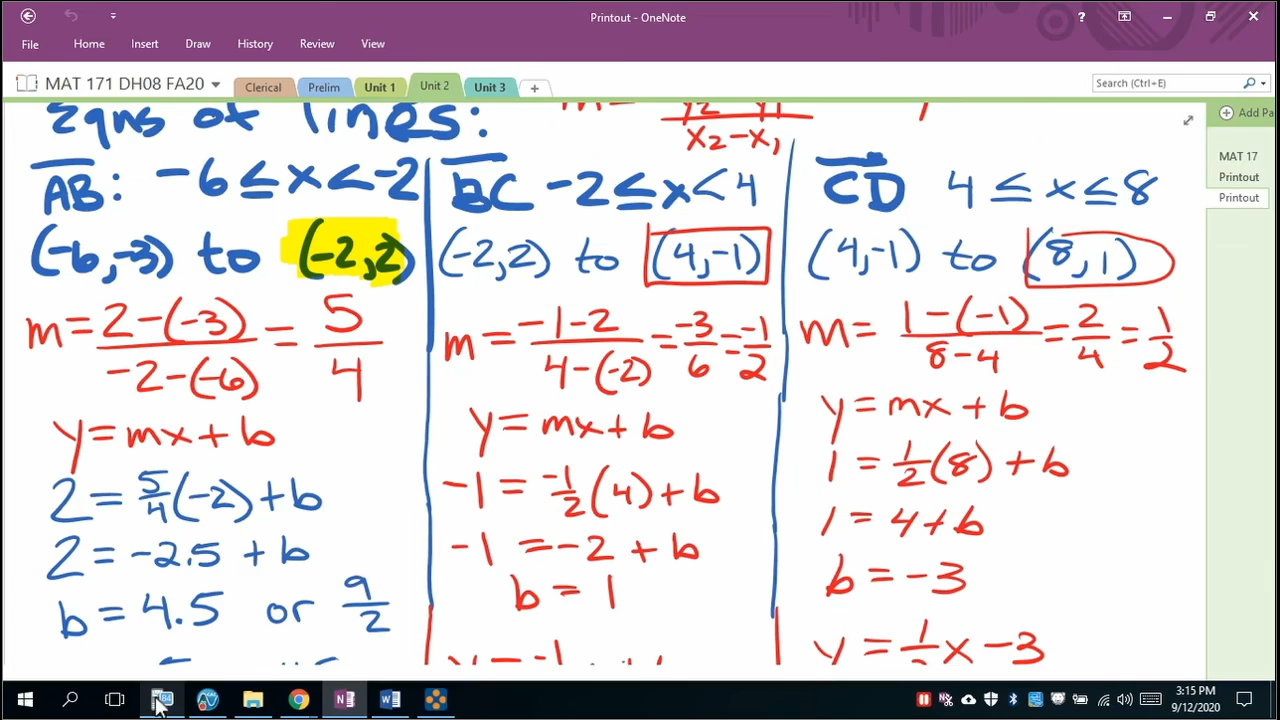 Printout - OneNote
File Home Insert Draw History Review View
MAT 171 DH08 FA20 Clerical Prelim Unit 1 Unit 2 Unit 3
Search (Ctrl+E)
Add Pa
MAT 17
Printout
Printout
Eqns of lines:
m = y₂-y₁/x₂-x₁
AB: -6 ≤ x < -2
(-6,-3) to (-2,2)
m = 2-(-3)/-2-(-6) = 5/4
y = mx + b
2 = 5/4(-2) + b
2 = -2.5 + b
b = 4.5 or 9/2
BC -2 ≤ x < 4
(-2,2) to (4,-1)
m = -1-2/4-(-2) = -3/6 = -1/2
y = mx + b
-1 = -1/2(4) + b
-1 = -2 + b
b = 1
CD 4 ≤ x ≤ 8
(4,-1) to (8,1)
m = 1-(-1)/8-4 = 2/4 = 1/2
y = mx + b
1 = 1/2(8) + b
1 = 4 + b
b = -3
y = 1/2x - 3
3:15 PM
9/12/2020